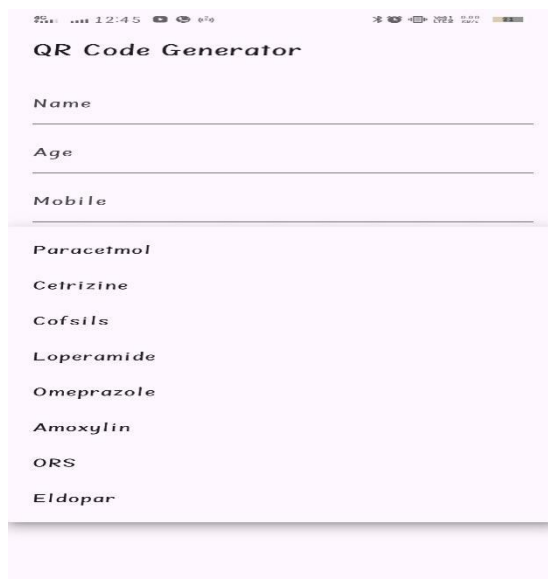 12:45
QR Code Generator
Name
Age
Mobile
Paracetmol
Cetrizine
Cofsils
Loperamide
Omeprazole
Amoxylin
ORS
Eldopar